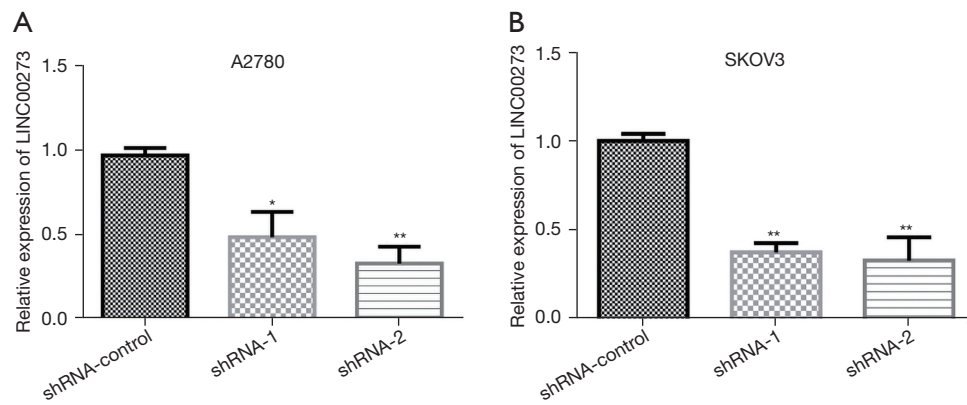 A
A2780
Relative expression of LINC00273
1.5
1.0
0.5
0.0
*
**
shRNA-control
shRNA-1
shRNA-2
B
SKOV3
Relative expression of LINC00273
1.5
1.0
0.5
0.0
**
**
shRNA-control
shRNA-1
shRNA-2